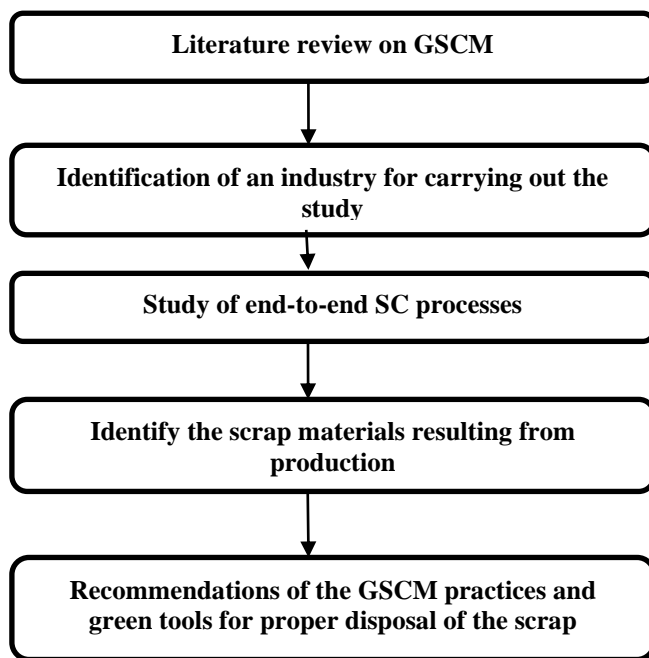 Literature review on GSCM
Identification of an industry for carrying out the
study
Study of end-to-end SC processes
Identify the scrap materials resulting from
production
Recommendations of the GSCM practices and
green tools for proper disposal of the scrap